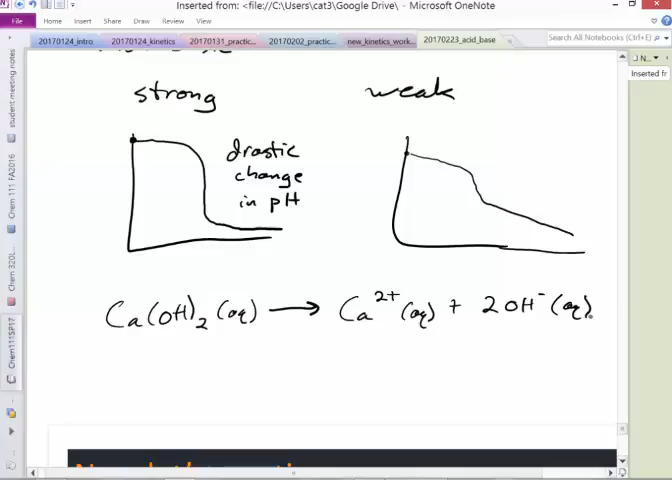 Inserted from: <file://C:\Users\cat3\Google Drive\ - Microsoft OneNote
File Home Insert Draw History Review View
20170124_intro 20170124_kinetics 20170131_practic... 20170202_practic... new_kinetics_work... 20170223_acid_base
Search All Notebooks (Ctrl+E)
N...
Inserted fr
student meeting notes
Chem 111 FA2016
Chem 320L
Chem111SP17
strong weak
drastic
change
in pH
Ca(OH)₂ (aq) ⟶ Ca²⁺ (aq) + 2OH⁻ (aq)